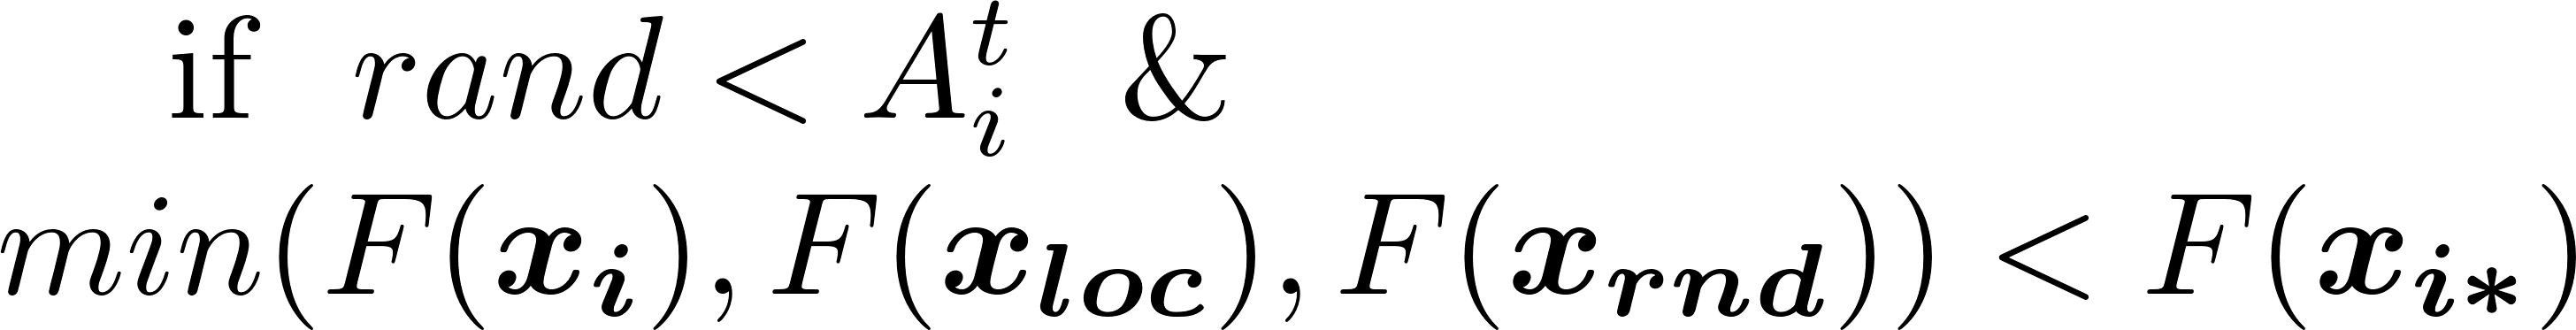 if rand < A_i^t &
min(F(x_i), F(x_loc), F(x_rnd)) < F(x_i*)